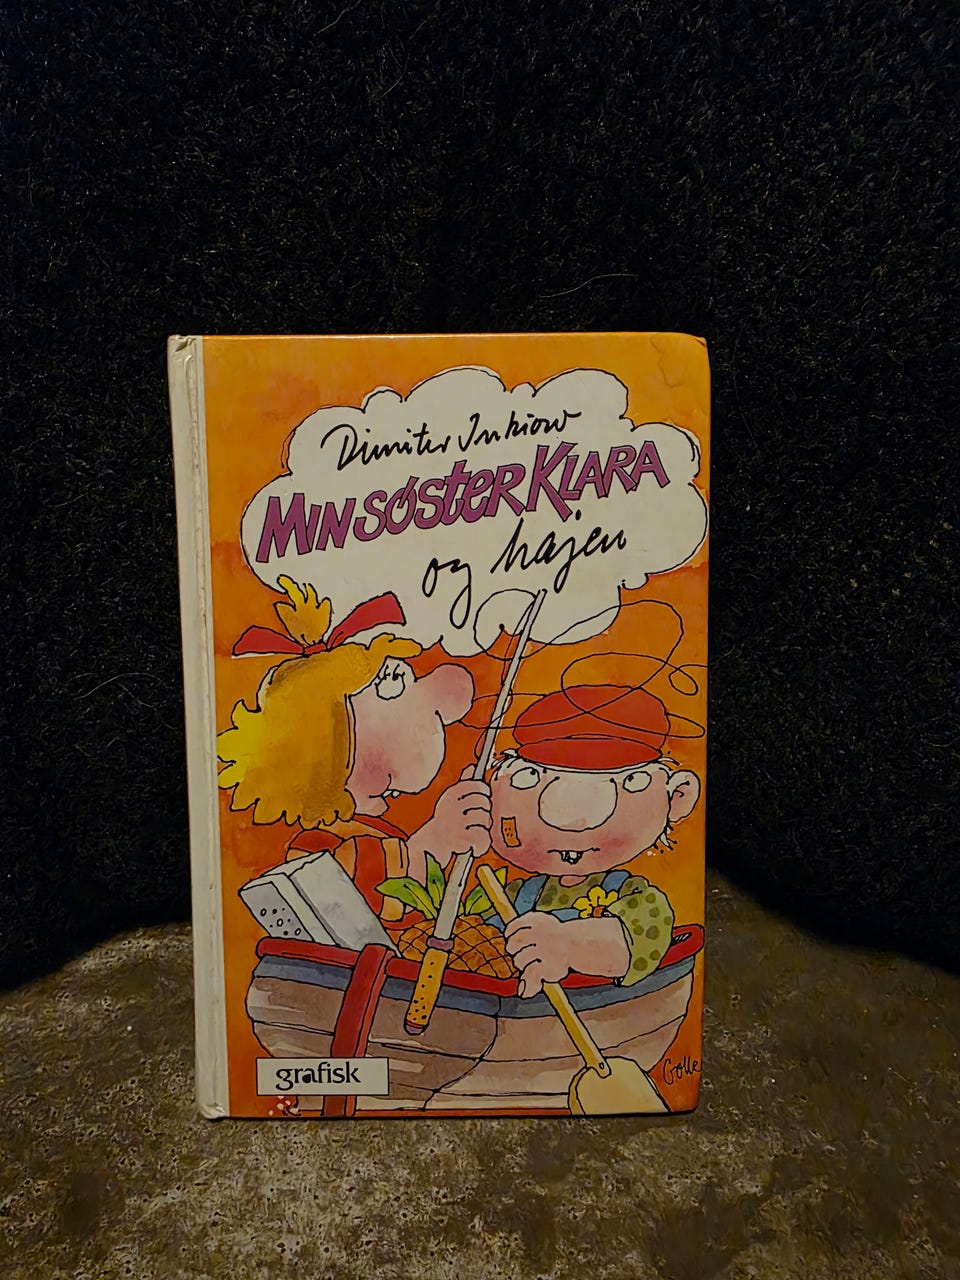 Dimiter Inkiow
MIN SØSTER KLARA
og hajen
grafisk
Golle